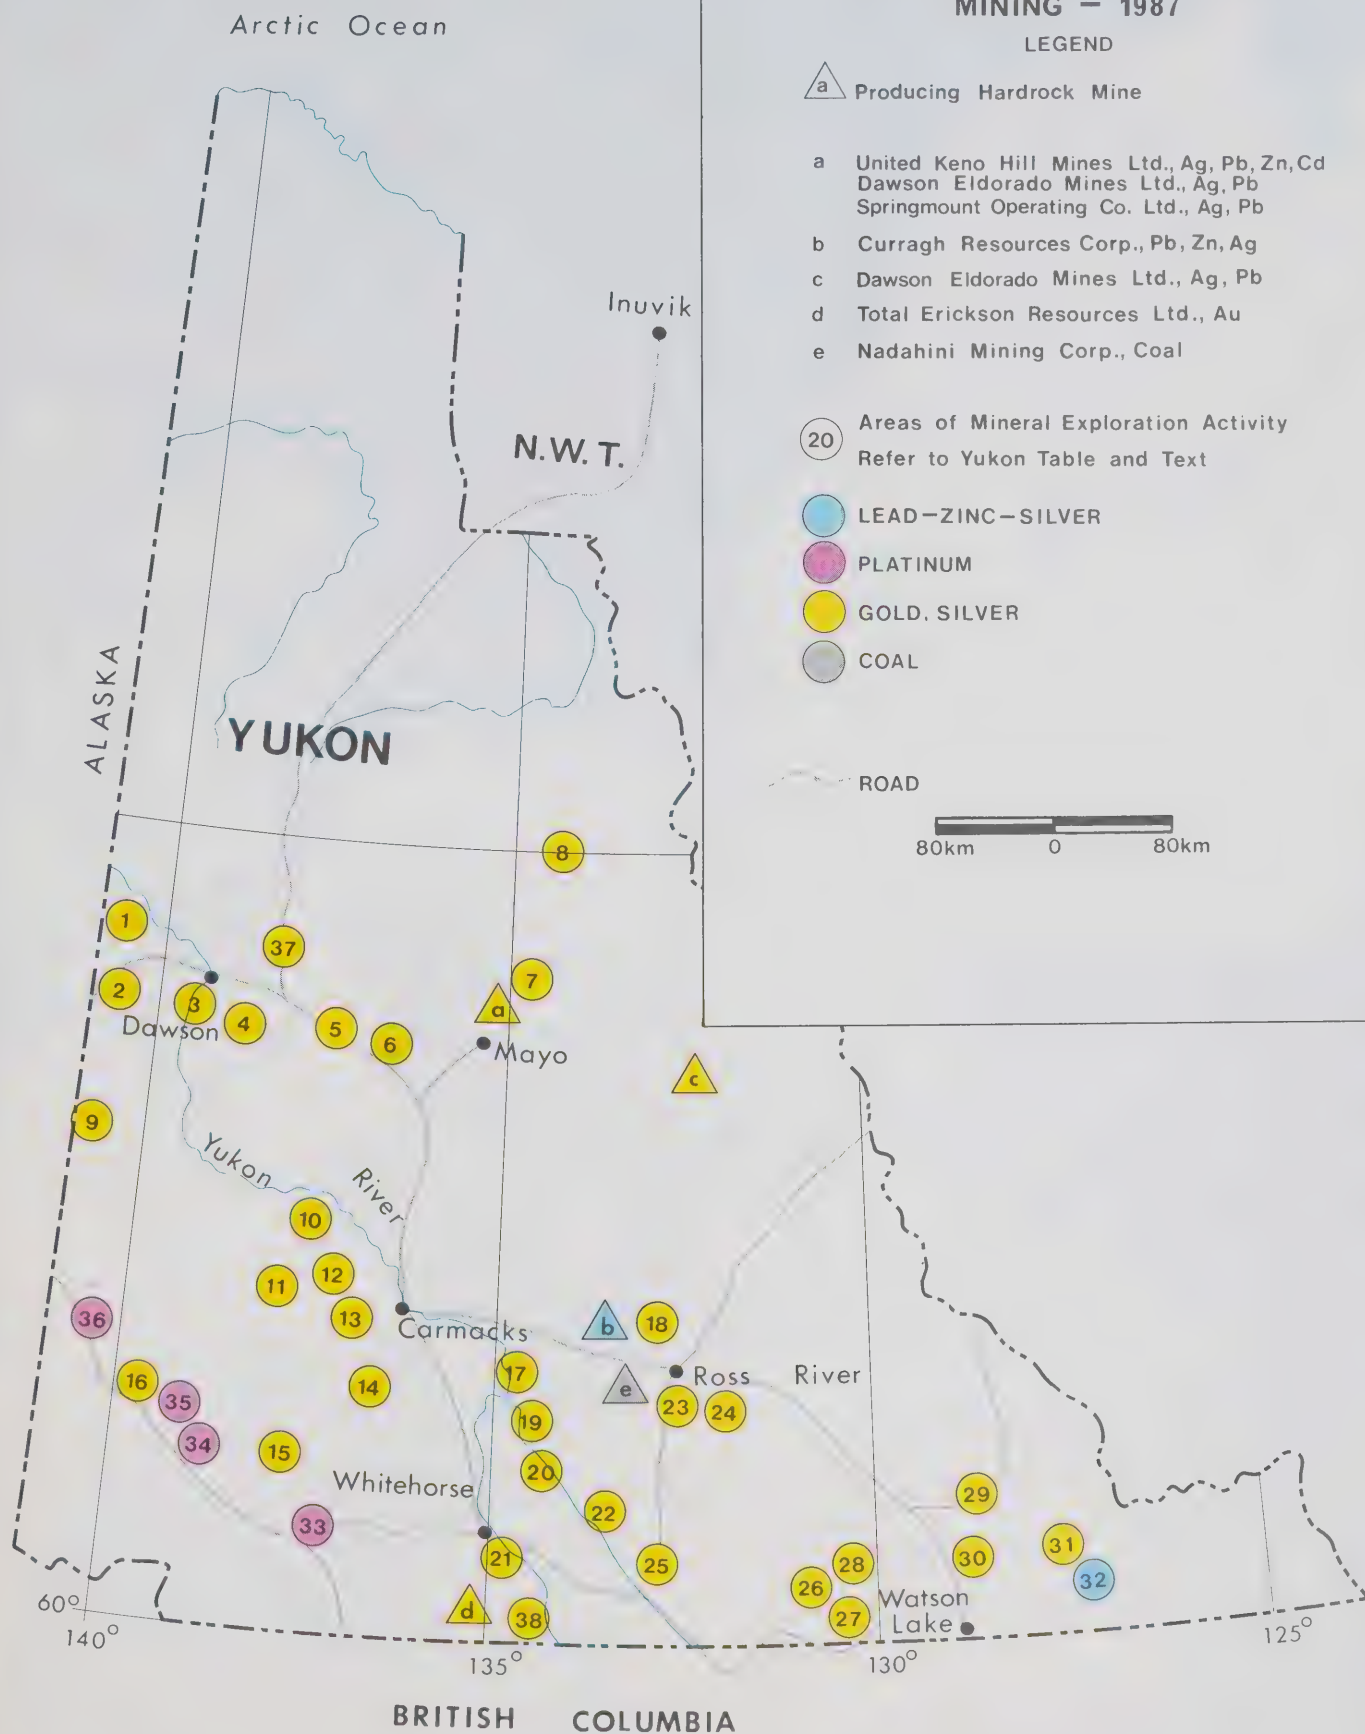 Arctic Ocean
MINING — 1987
LEGEND
a Producing Hardrock Mine
a United Keno Hill Mines Ltd., Ag, Pb, Zn, Cd
Dawson Eldorado Mines Ltd., Ag, Pb
Springmount Operating Co. Ltd., Ag, Pb
b Curragh Resources Corp., Pb, Zn, Ag
c Dawson Eldorado Mines Ltd., Ag, Pb
d Total Erickson Resources Ltd., Au
e Nadahini Mining Corp., Coal
20 Areas of Mineral Exploration Activity
Refer to Yukon Table and Text
LEAD—ZINC—SILVER
PLATINUM
GOLD, SILVER
COAL
ROAD
80km 0 80km
Inuvik
N.W.T.
ALASKA
YUKON
8
1
37
7
2
3
a
Dawson
4
5
6
Mayo
c
9
Yukon
River
10
11
12
36
13
Carmacks
b
18
16
35
14
17
e
Ross River
34
19
23
24
15
20
Whitehorse
22
29
33
21
25
28
30
31
26
32
d
38
27
Watson
Lake
60°
140°
135°
130°
125°
BRITISH COLUMBIA